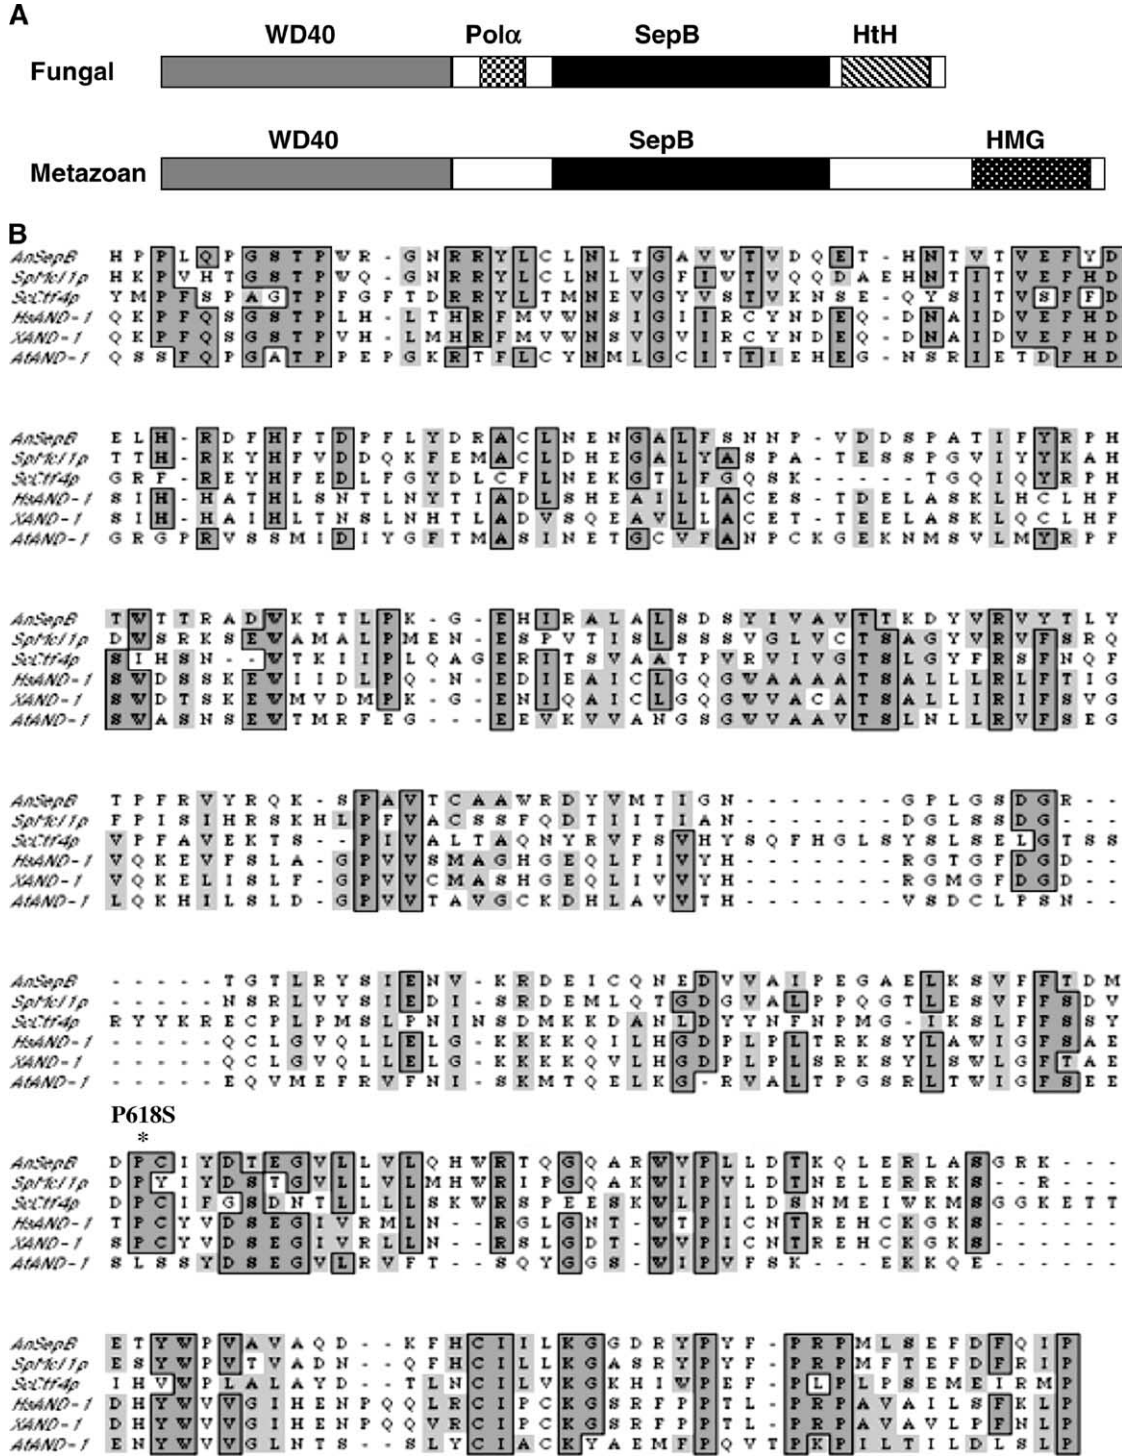 A
WD40 Polα SepB HtH
Fungal
WD40 SepB HMG
Metazoan
B
AnSepB H P P L Q P G S T P W R - G N R R Y L C L N L T G A V W T V D Q E T - H N T V T V E F Y D
SpMcl1p H K P V H T G S T P W Q - G N R R Y L C L N L V G F I W T V Q Q D A E H N T I T V E F H D
ScCtf4p Y M P F S P A G T P F G F T D R R Y L T M N E V G Y V S T V K N S E - Q Y S I T V S F F D
HsAND-1 Q K P F Q S G S T P L H - L T H R F M V W N S I G I I R C Y N D E Q - D N A I D V E F H D
XAND-1 Q K P F Q S G S T P V H - L M H R F M V W N S V G V I R C Y N D E Q - D N A I D V E F H D
AtAND-1 Q S S F Q P G A T P P E P G K R T F L C Y N M L G C I T T I E H E G - N S R I E T D F H D
AnSepB E L H - R D F H F T D P F L Y D R A C L N E N G A L F S N N P - V D D S P A T I F Y R P H
SpMcl1p T T H - R K Y H F V D D Q K F E M A C L D H E G A L Y A S P A - T E S S P G V I Y Y K A H
ScCtf4p G R F - R E Y H F E D L F G Y D L C F L N E K G T L F G Q S K - - - - - T G Q I Q Y R P H
HsAND-1 S I H - H A T H L S N T L N Y T I A D L S H E A I L L A C E S - T D E L A S K L H C L H F
XAND-1 S I H - H A I H L T N S L N H T L A D V S Q E A V L L A C E T - T E E L A S K L Q C L H F
AtAND-1 G R G P R V S S M I D I Y G F T M A S I N E T G C V F A N P C K G E K N M S V L M Y R P F
AnSepB T W T T R A D W K T T L P K - G - E H I R A L A L S D S Y I V A V T T K D Y V R V Y T L Y
SpMcl1p D W S R K S E W A M A L P M E N - E S P V T I S L S S S V G L V C T S A G Y V R V F S R Q
ScCtf4p S I H S N - - W T K I I P L Q A G E R I T S V A A T P V R V I V G T S L G Y F R S F N Q F
HsAND-1 S W D S S K E W I I D L P Q - N - E D I E A I C L G Q G W A A A A T S A L L L R L F T I G
XAND-1 S W D T S K E W M V D M P K - G - E N I Q A I C L G Q G W V A C A T S A L L I R I F S V G
AtAND-1 S W A S N S E W T M R F E G - - - E E V K V V A N G S G W V A A V T S L N L L R V F S E G
AnSepB T P F R V Y R Q K - S P A V T C A A W R D Y V M T I G N - - - - - - - G P L G S D G R - -
SpMcl1p F P I S I H R S K H L P F V A C S S F Q D T I I T I A N - - - - - - - D G L S S D G - - -
ScCtf4p V P F A V E K T S - - P I V A L T A Q N Y R V F S V H Y S Q F H G L S Y S L S E L G T S S
HsAND-1 V Q K E V F S L A - G P V V S M A G H G E Q L F I V Y H - - - - - - - R G T G F D G D - -
XAND-1 V Q K E L I S L F - G P V V C M A S H G E Q L I V V Y H - - - - - - - R G M G F D G D - -
AtAND-1 L Q K H I L S L D - G P V V T A V G C K D H L A V V T H - - - - - - - V S D C L P S N - -
AnSepB - - - - - T G T L R Y S I E N V - K R D E I C Q N E D V V A I P E G A E L K S V F F T D M
SpMcl1p - - - - - N S R L V Y S I E D I - S R D E M L Q T G D G V A L P P Q G T L E S V F F S D V
ScCtf4p R Y Y K R E C P L P M S L P N I N S D M K K D A N L D Y Y N F N P M G - I K S L F F S S Y
HsAND-1 - - - - - Q C L G V Q L L E L G - K K K K Q I L H G D P L P L T R K S Y L A W I G F S A E
XAND-1 - - - - - Q C L G V Q L L E L G - K K K K Q V L H G D P L P L S R K S Y L S W L G F T A E
AtAND-1 - - - - - E Q V M E F R V F N I - S K M T Q E L K G - R V A L T P G S R L T W I G F S E E
P618S
*
AnSepB D P C I Y D T E G V L L V L Q H W R T Q G Q A R W V P L L D T K Q L E R L A S G R K - - -
SpMcl1p D P Y I Y D S T G V L L V L M H W R I P G Q A K W I P V L D T N E L E R R K S - - R - - -
ScCtf4p D P C I F G S D N T L L L L S K W R S P E E S K W L P I L D S N M E I W K M S G G K E T T
HsAND-1 T P C Y V D S E G I V R M L N - - R G L G N T - W T P I C N T R E H C K G K S - - - - - -
XAND-1 S P C Y V D S E G I V R L L N - - R S L G D T - W V P I C N T R E H C K G K S - - - - - -
AtAND-1 S L S S Y D S E G V L R V F T - - S Q Y G G S - W I P V F S K - - - E K K Q E - - - - - -
AnSepB E T Y W P V A V A Q D - - K F H C I I L K G G D R Y P Y F - P R P M L S E F D F Q I P
SpMcl1p E S Y W P V T V A D N - - Q F H C I L L K G A S R Y P Y F - P R P M F T E F D F R I P
ScCtf4p I H V W P L A L A Y D - - T L N C I L V K G K H I W P E F - P L P L P S E M E I R M P
HsAND-1 D H Y W V V G I H E N P Q Q L R C I P C K G S R F P P T L - P R P A V A I L S F K L P
XAND-1 D H Y W V V G I H E N P Q Q V R C I P C K G S R F P P T L - P R P A V A V L P F N L P
AtAND-1 E N Y W V V G L N T S - - S L Y C I A C K Y A E M F P Q V T P K P I L T I L D L S L P